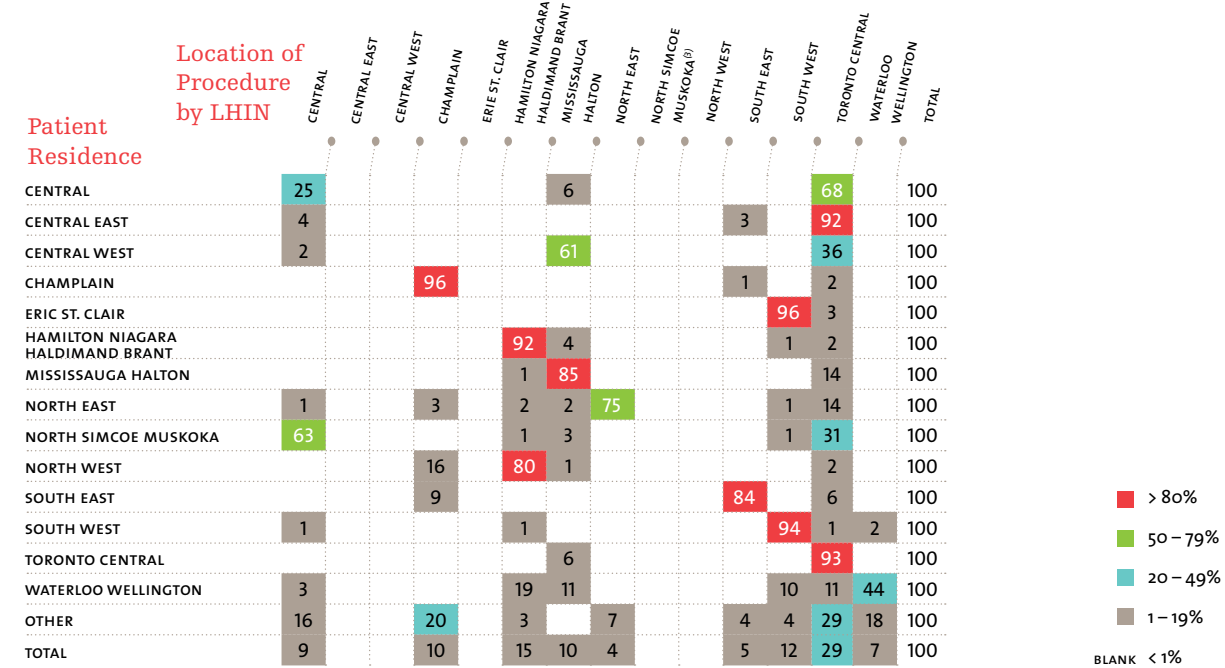 Location of
Procedure
by LHIN
Patient
Residence
CENTRAL
CENTRAL EAST
CENTRAL WEST
CHAMPLAIN
ERIE ST. CLAIR
HAMILTON NIAGARA
HALDIMAND BRANT
MISSISSAUGA
HALTON
NORTH EAST
NORTH SIMCOE
MUSKOKA(3)
NORTH WEST
SOUTH EAST
SOUTH WEST
TORONTO CENTRAL
WATERLOO
WELLINGTON
TOTAL
CENTRAL 25 6 68 100
CENTRAL EAST 4 3 92 100
CENTRAL WEST 2 61 36 100
CHAMPLAIN 96 1 2 100
ERIC ST. CLAIR 96 3 100
HAMILTON NIAGARA
HALDIMAND BRANT 92 4 1 2 100
MISSISSAUGA HALTON 1 85 14 100
NORTH EAST 1 3 2 2 75 1 14 100
NORTH SIMCOE MUSKOKA 63 1 3 1 31 100
NORTH WEST 16 80 1 2 100
SOUTH EAST 9 84 6 100
SOUTH WEST 1 1 94 1 2 100
TORONTO CENTRAL 6 93 100
WATERLOO WELLINGTON 3 19 11 10 11 44 100
OTHER 16 20 3 7 4 4 29 18 100
TOTAL 9 10 15 10 4 5 12 29 7 100
> 80%
50 – 79%
20 – 49%
1 – 19%
BLANK < 1%